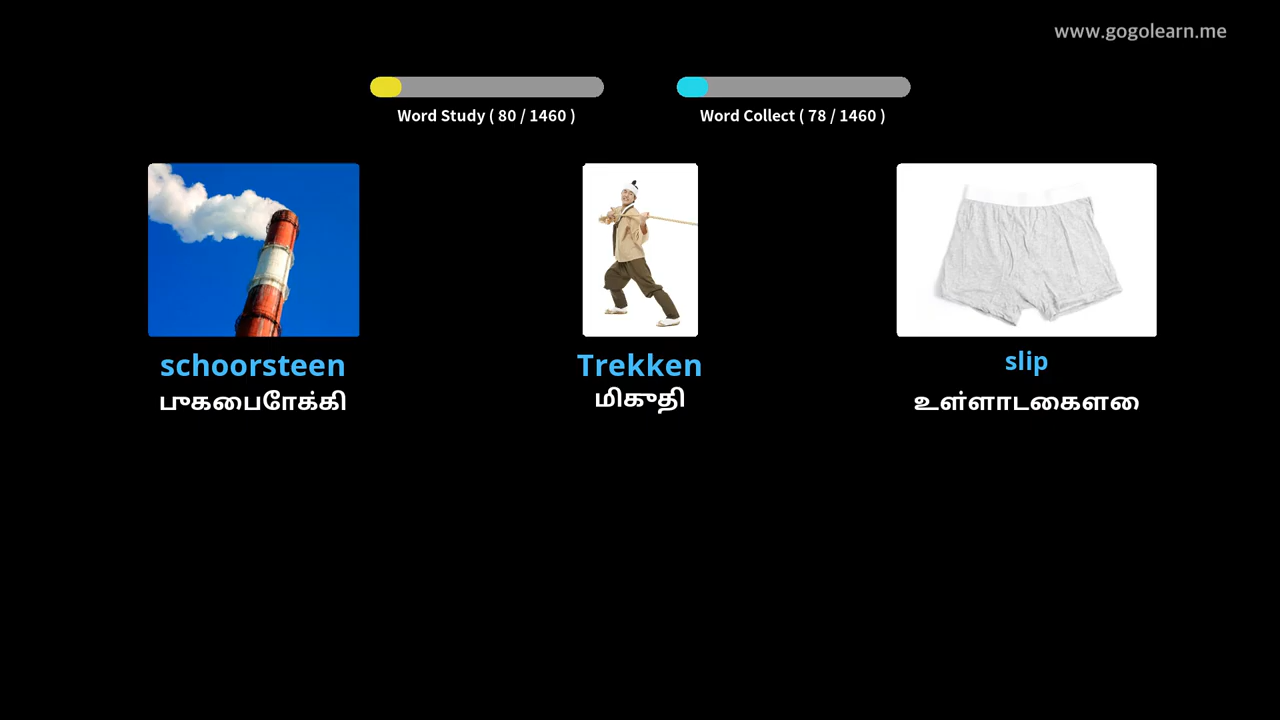 www.gogolearn.me
Word Study ( 80 / 1460 )
Word Collect ( 78 / 1460 )
schoorsteen
Trekken
slip
புகைபோக்கி
மிகுதி
உள்ளாடைகளை